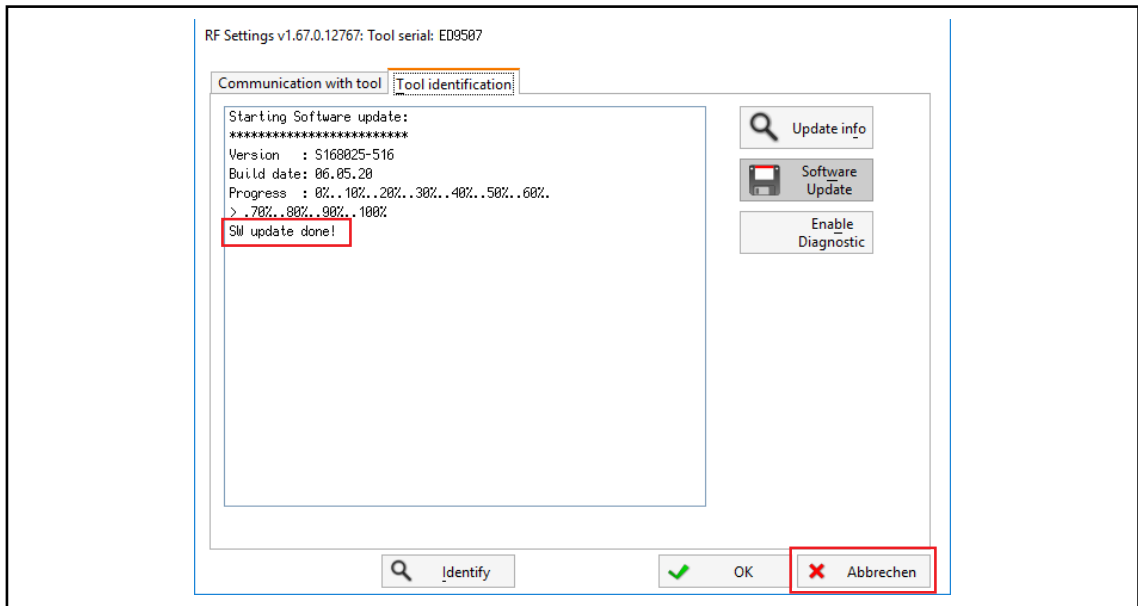 RF Settings v1.67.0.12767: Tool serial: ED9507
Communication with tool
Tool identification
Starting Software update:
*************************
Version   : S168025-516
Build date: 06.05.20
Progress  : 0%..10%..20%..30%..40%..50%..60%.
> .70%..80%..90%..100%
SW update done!
Update info
Software
Update
Enable
Diagnostic
Identify
OK
Abbrechen